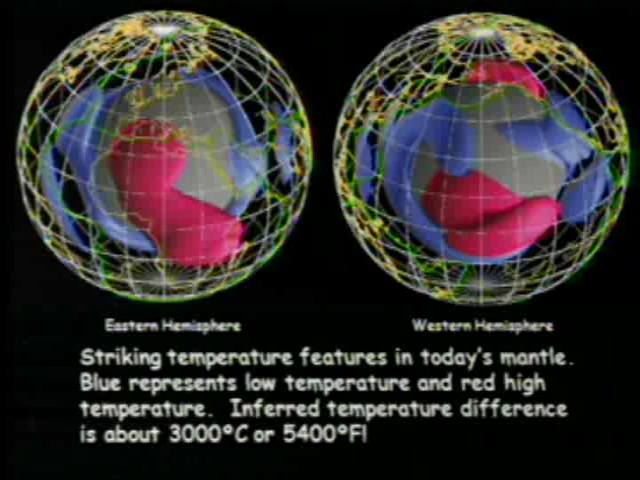 Eastern Hemisphere
Western Hemisphere
Striking temperature features in today's mantle.
Blue represents low temperature and red high
temperature. Inferred temperature difference
is about 3000°C or 5400°F!